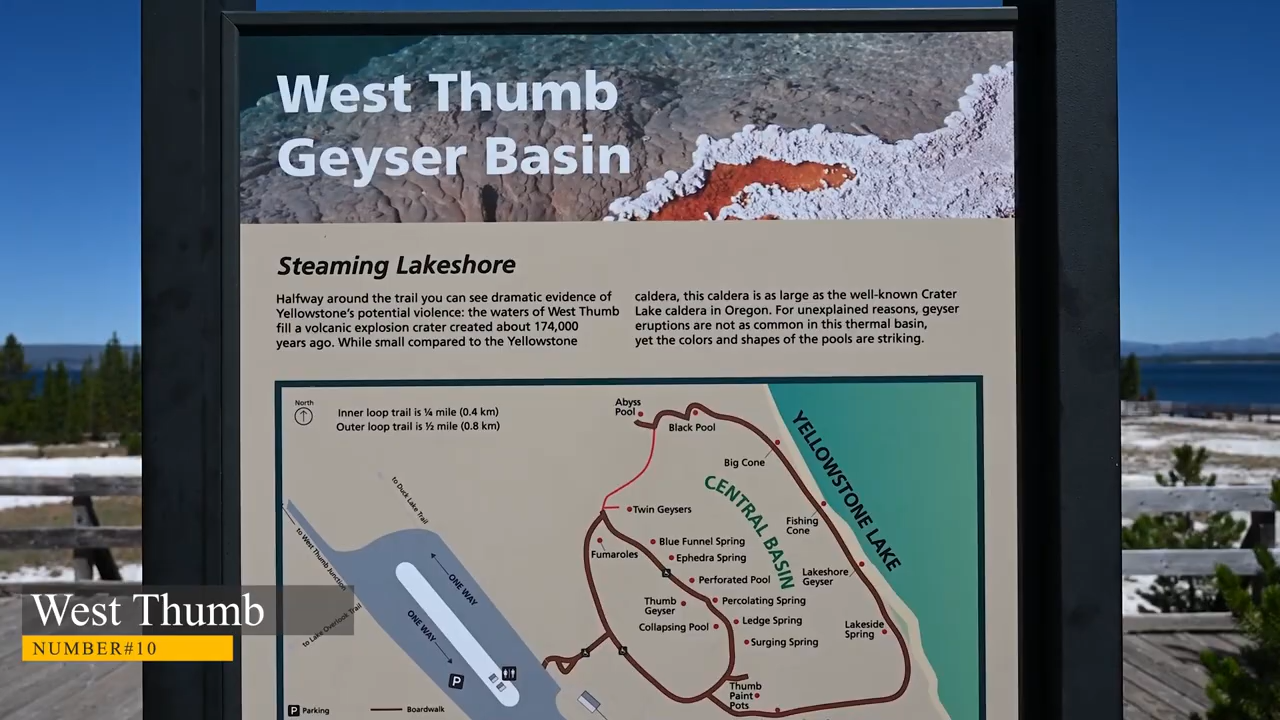 West Thumb
Geyser Basin
Steaming Lakeshore
Halfway around the trail you can see dramatic evidence of
Yellowstone's potential violence: the waters of West Thumb
fill a volcanic explosion crater created about 174,000
years ago. While small compared to the Yellowstone
caldera, this caldera is as large as the well-known Crater
Lake caldera in Oregon. For unexplained reasons, geyser
eruptions are not as common in this thermal basin,
yet the colors and shapes of the pools are striking.
North
Inner loop trail is ¼ mile (0.4 km)
Outer loop trail is ½ mile (0.8 km)
Abyss
Pool
Black Pool
Big Cone
YELLOWSTONE LAKE
CENTRAL BASIN
to Duck Lake Trail
Twin Geysers
Fishing
Cone
to West Thumb Junction
Fumaroles
Blue Funnel Spring
Ephedra Spring
Lakeshore
Geyser
ONE WAY
Perforated Pool
Thumb
Geyser
Percolating Spring
to Lake Overlook Trail
ONE WAY
Collapsing Pool
Ledge Spring
Lakeside
Spring
Surging Spring
P
Thumb
Paint
Pots
P Parking
Boardwalk
West Thumb
NUMBER#10